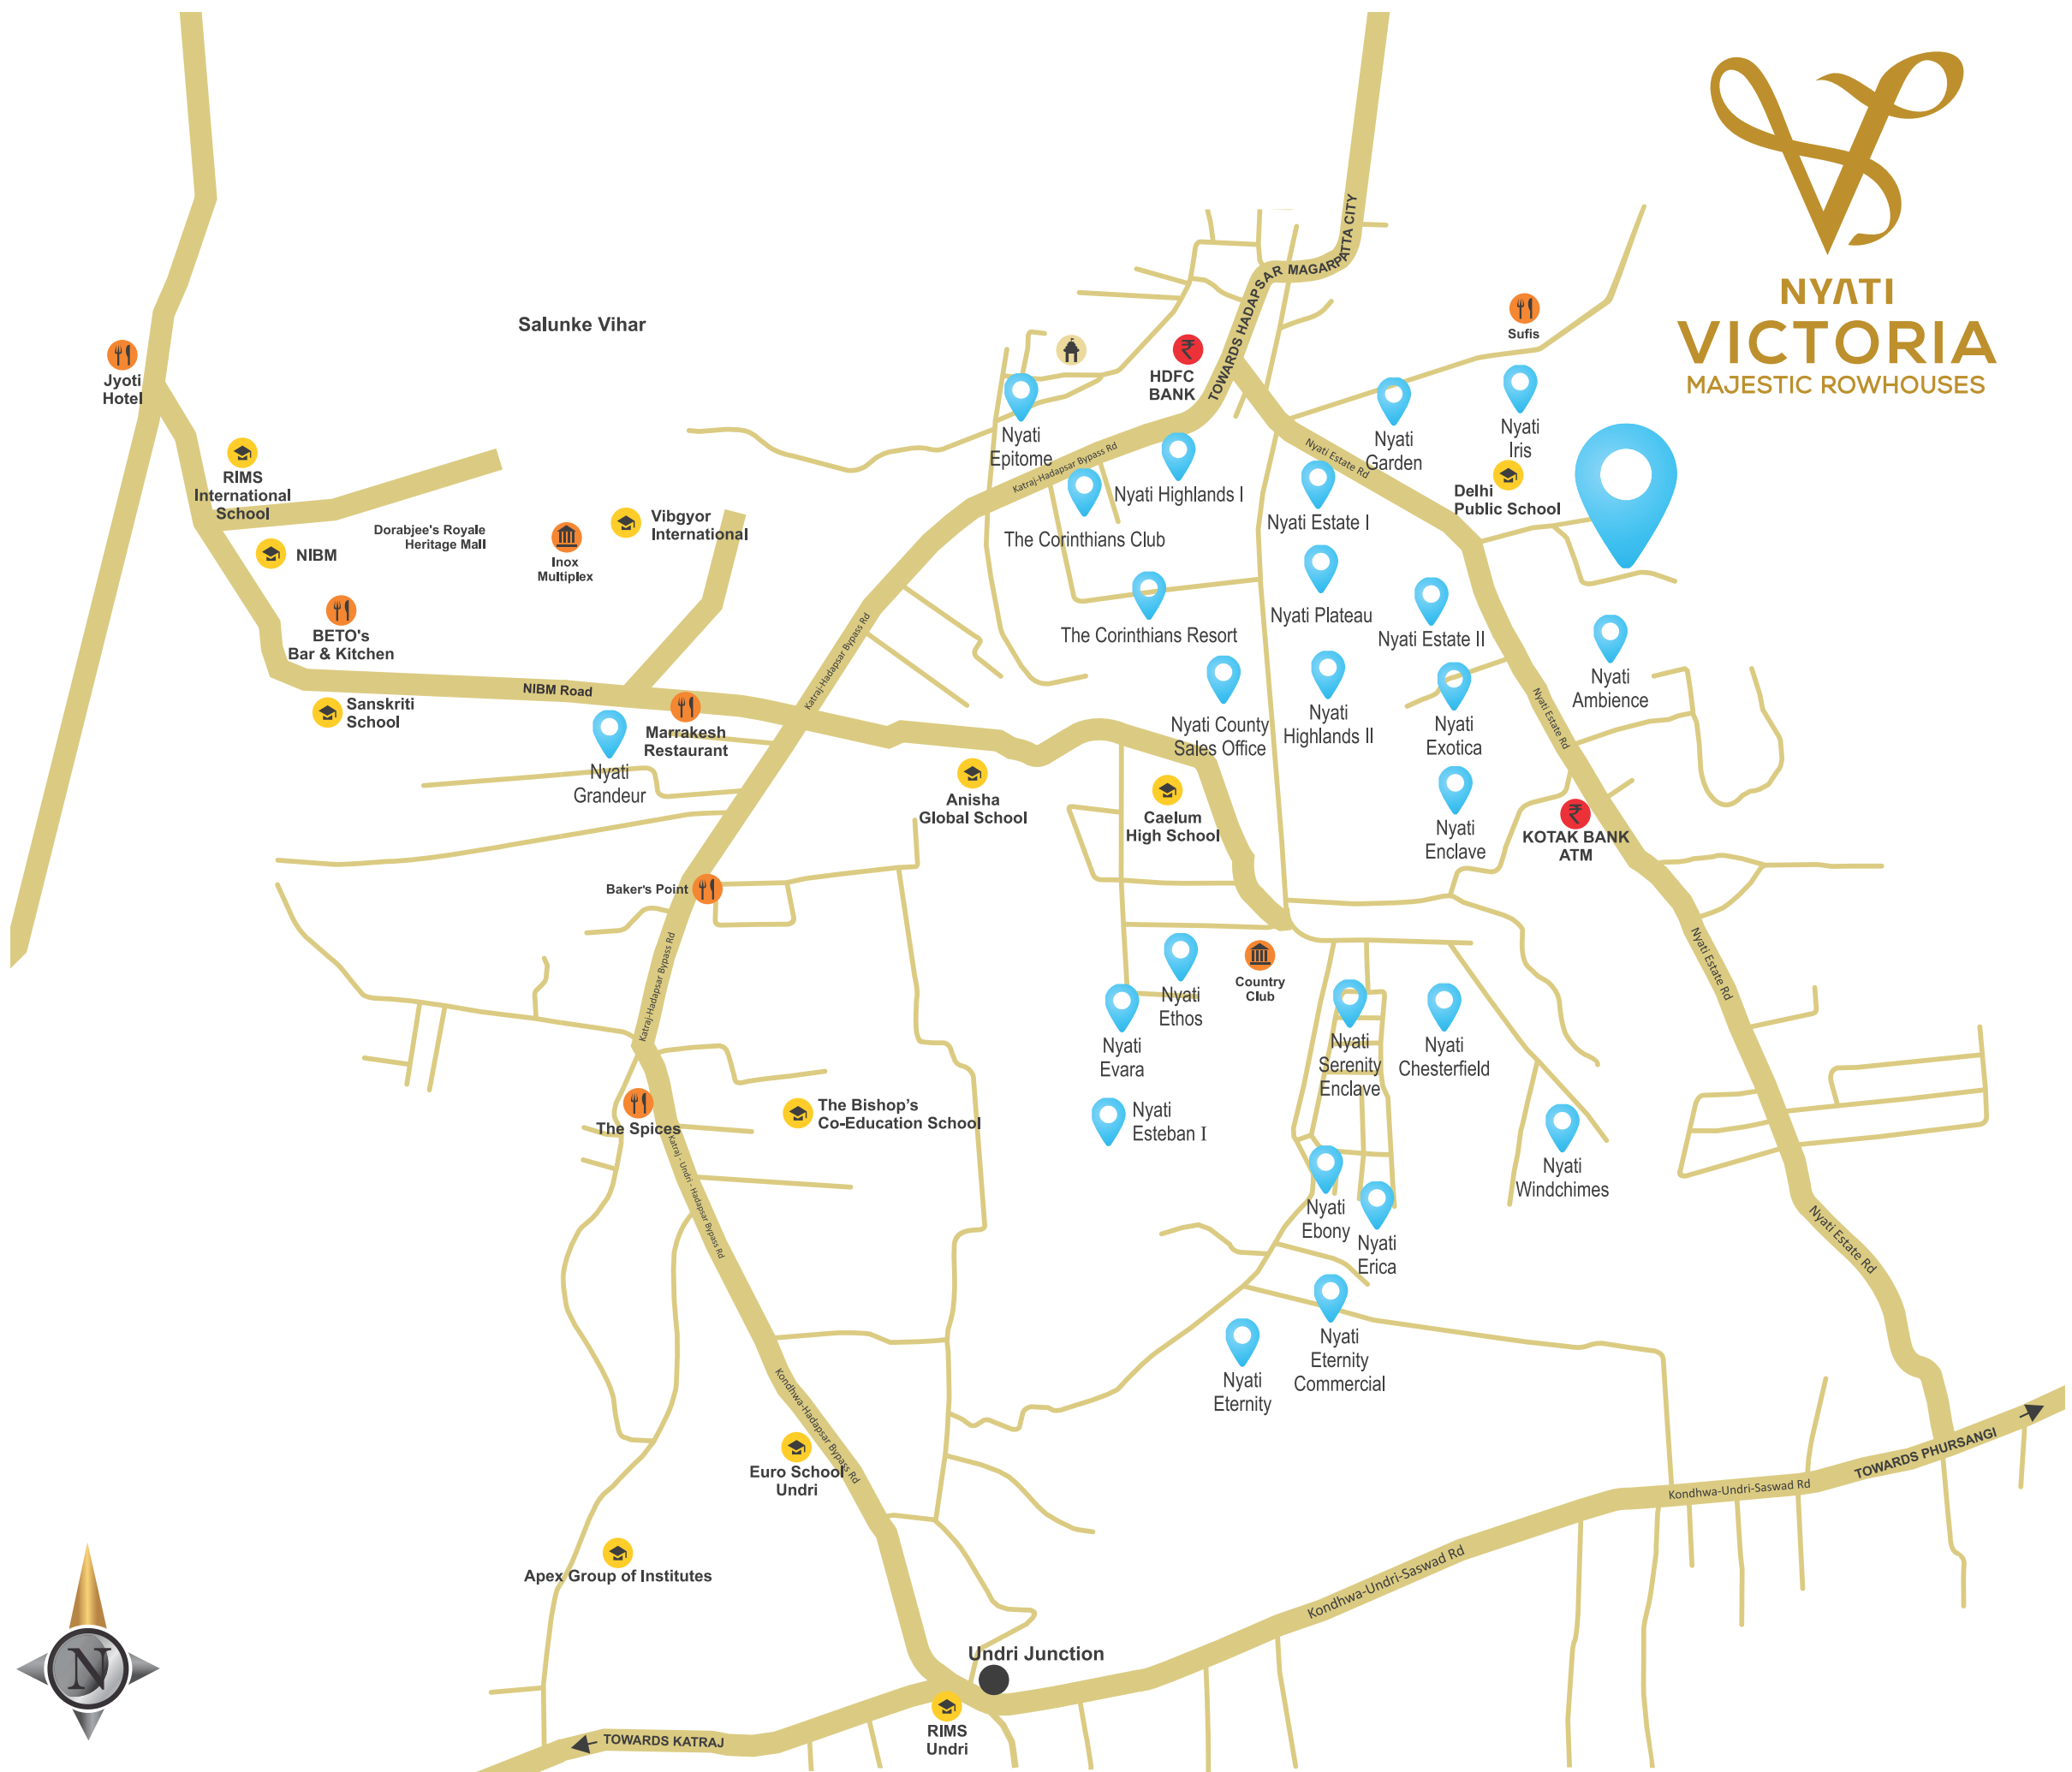 NYATI
VICTORIA
MAJESTIC ROWHOUSES
TOWARDS HADAPSAR MAGARPATTA CITY
Salunke Vihar
Sufis
Jyoti
Hotel
HDFC
BANK
Nyati
Epitome
Nyati
Garden
Nyati
Iris
Nyati Estate Rd
Katraj-Hadapsar Bypass Rd
RIMS
International
School
Nyati Highlands I
Delhi
Public School
Nyati Estate I
Vibgyor
International
Dorabjee's Royale
Heritage Mall
The Corinthians Club
NIBM
Inox
Multiplex
Nyati Plateau
BETO's
Bar & Kitchen
The Corinthians Resort
Nyati Estate II
Katraj-Hadapsar Bypass Rd
Nyati
Ambience
NIBM Road
Sanskriti
School
Nyati County
Sales Office
Nyati
Highlands II
Nyati
Exotica
Nyati Estate Rd
Marrakesh
Restaurant
Nyati
Grandeur
Anisha
Global School
Caelum
High School
Nyati
Enclave
KOTAK BANK
ATM
Baker's Point
Katraj-Hadapsar Bypass Rd
Nyati Estate Rd
Country
Club
Nyati
Ethos
Nyati
Evara
Nyati
Serenity
Enclave
Nyati
Chesterfield
The Bishop's
Co-Education School
Nyati
Esteban I
The Spices
Katraj - Undri - Hadapsar Bypass Rd
Nyati
Windchimes
Nyati
Ebony
Nyati
Erica
Nyati Estate Rd
Nyati
Eternity
Commercial
Nyati
Eternity
Kondhwa-Hadapsar Bypass Rd
Euro School
Undri
TOWARDS PHURSANGI
Kondhwa-Undri-Saswad Rd
Kondhwa-Undri-Saswad Rd
Apex Group of Institutes
N
Undri Junction
RIMS
Undri
TOWARDS KATRAJ